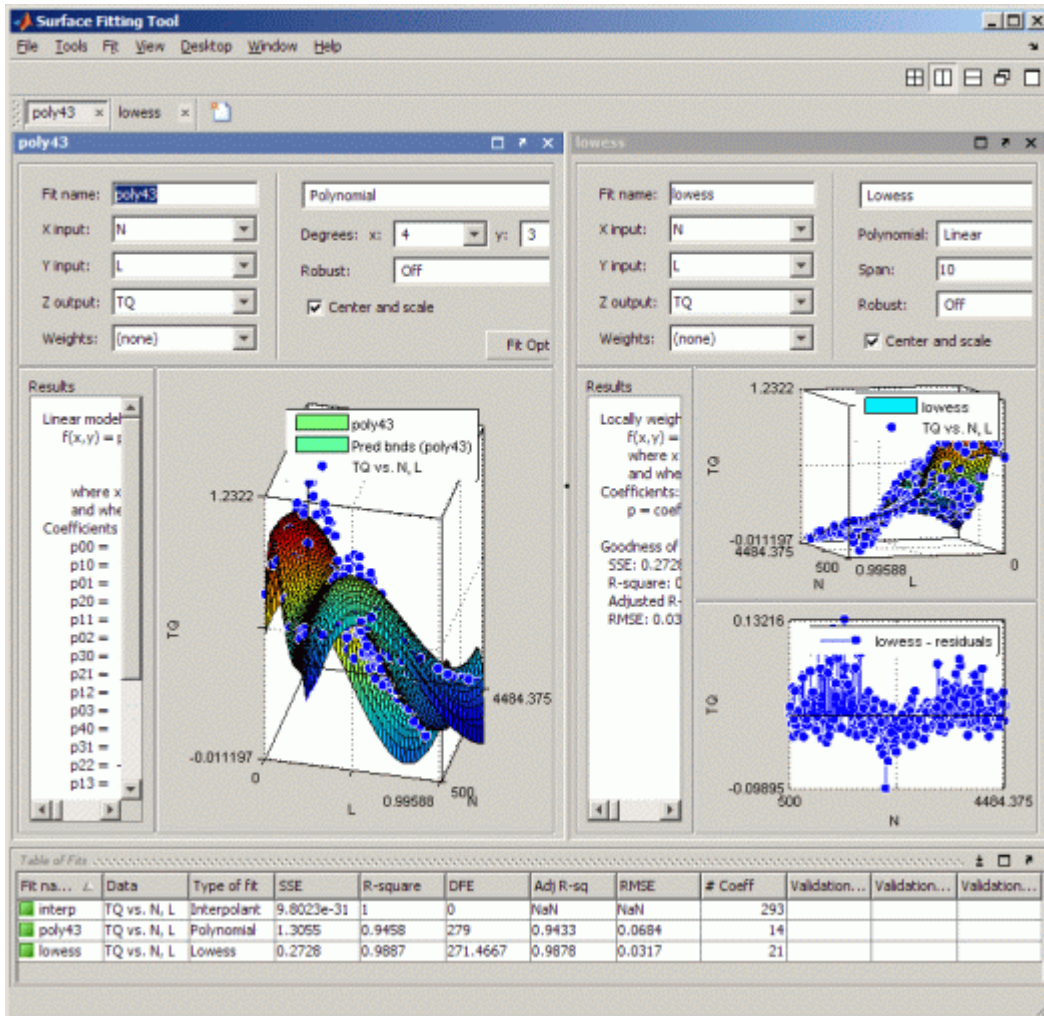 Surface Fitting Tool
File Tools Fit View Desktop Window Help
poly43 lowess
poly43
Fit name: poly43
X input: N
Y input: L
Z output: TQ
Weights: (none)
Polynomial
Degrees: x: 4 y: 3
Robust: Off
Center and scale
Fit Opt
Results
Linear model
f(x,y) = p
where x
and whe
Coefficients
p00 =
p10 =
p01 =
p20 =
p11 =
p02 =
p30 =
p21 =
p12 =
p03 =
p40 =
p31 =
p22 = -
p13 =
poly43
Pred bnds (poly43)
TQ vs. N, L
1.2322
TQ
-0.011197
0
L
0.99588
500
N
4484.375
lowess
Fit name: lowess
X input: N
Y input: L
Z output: TQ
Weights: (none)
Lowess
Polynomial: Linear
Span: 10
Robust: Off
Center and scale
Results
Locally weigh
f(x,y) =
where x
and whe
Coefficients:
p = coef
Goodness of
SSE: 0.2728
R-square: 0
Adjusted R-
RMSE: 0.03
1.2322
lowess
TQ vs. N, L
TQ
-0.011197
4484.375
500
N
0.99588
L
0
0.13216
lowess - residuals
TQ
-0.09895
500
4484.375
N
Table of Fits
Fit na... Data Type of fit SSE R-square DFE Adj R-sq RMSE # Coeff Validation... Validation... Validation...
interp TQ vs. N, L Interpolant 9.8023e-31 1 0 NaN NaN 293
poly43 TQ vs. N, L Polynomial 1.3055 0.9458 279 0.9433 0.0684 14
lowess TQ vs. N, L Lowess 0.2728 0.9887 271.4667 0.9878 0.0317 21